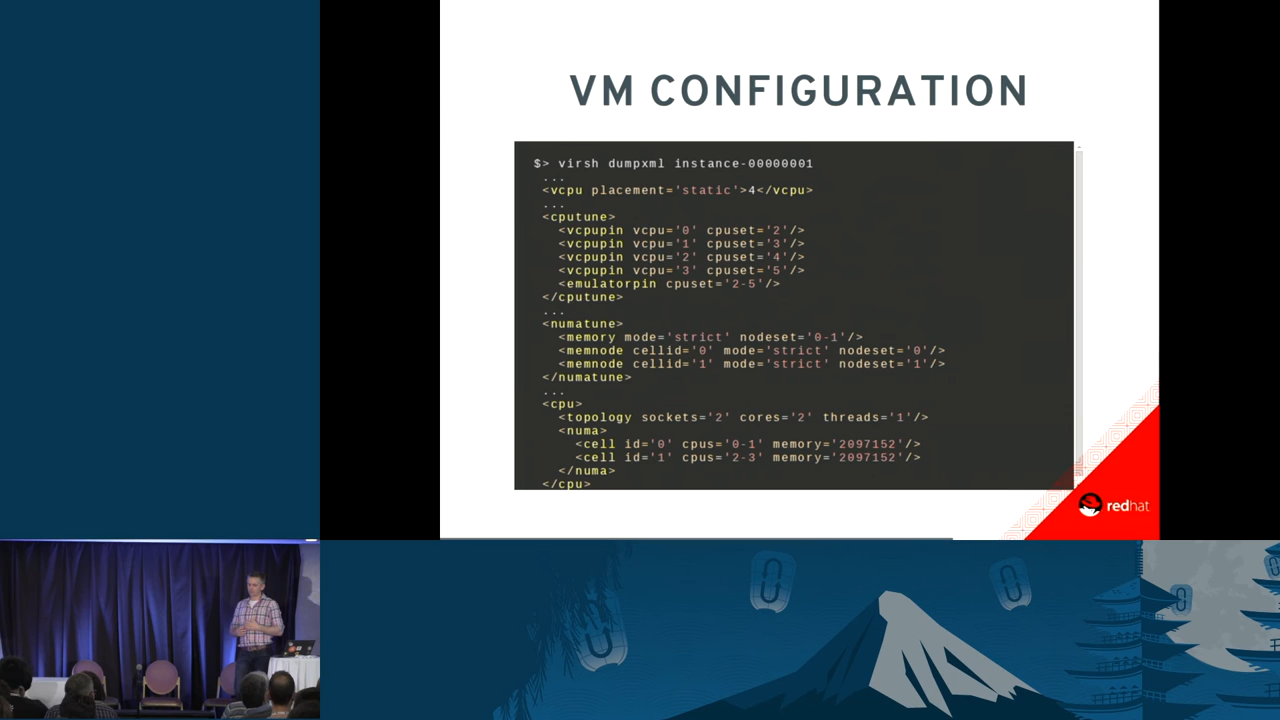 VM CONFIGURATION
$> virsh dumpxml instance-00000001
...
<vcpu placement='static'>4</vcpu>
...
<cputune>
<vcpupin vcpu='0' cpuset='2'/>
<vcpupin vcpu='1' cpuset='3'/>
<vcpupin vcpu='2' cpuset='4'/>
<vcpupin vcpu='3' cpuset='5'/>
<emulatorpin cpuset='2-5'/>
</cputune>
...
<numatune>
<memory mode='strict' nodeset='0-1'/>
<memnode cellid='0' mode='strict' nodeset='0'/>
<memnode cellid='1' mode='strict' nodeset='1'/>
</numatune>
...
<cpu>
<topology sockets='2' cores='2' threads='1'/>
<numa>
<cell id='0' cpus='0-1' memory='2097152'/>
<cell id='1' cpus='2-3' memory='2097152'/>
</numa>
</cpu>
redhat